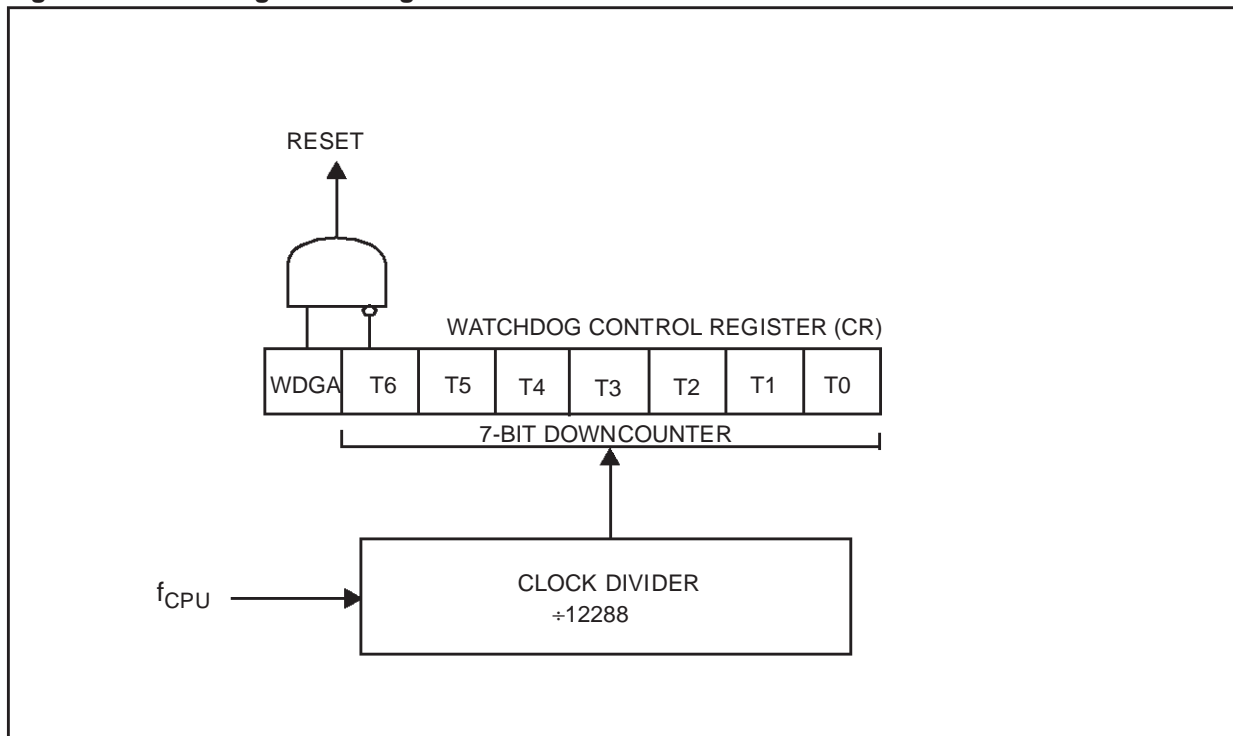 RESET
WATCHDOG CONTROL REGISTER (CR)
WDGA T6 T5 T4 T3 T2 T1 T0
7-BIT DOWNCOUNTER
fCPU
CLOCK DIVIDER
÷12288